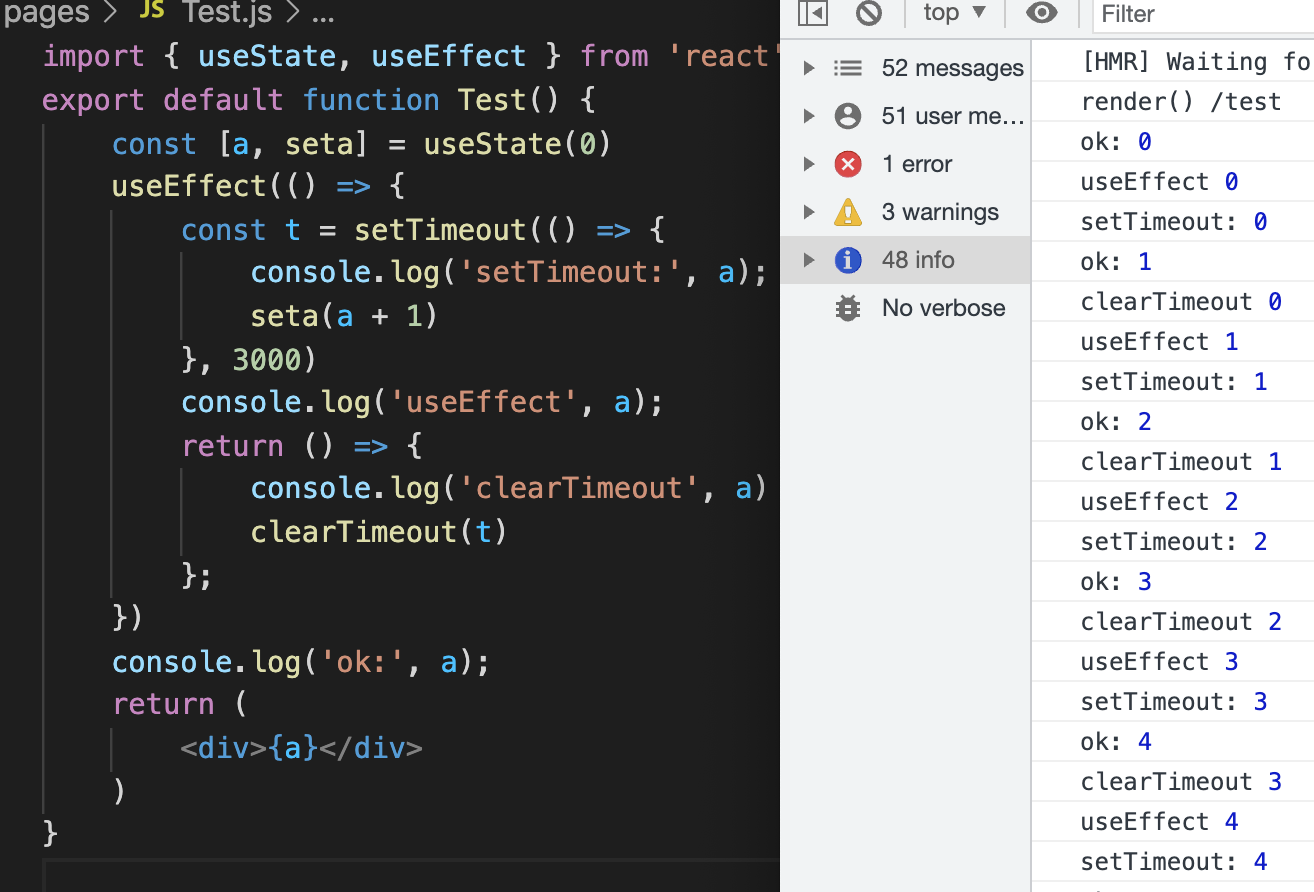 pages > JS Test.js > ...
import { useState, useEffect } from 'react'
export default function Test() {
const [a, seta] = useState(0)
useEffect(() => {
const t = setTimeout(() => {
console.log('setTimeout:', a);
seta(a + 1)
}, 3000)
console.log('useEffect', a);
return () => {
console.log('clearTimeout', a)
clearTimeout(t)
};
})
console.log('ok:', a);
return (
<div>{a}</div>
)
}
top ▼
Filter
52 messages
51 user me...
1 error
3 warnings
48 info
No verbose
[HMR] Waiting fo
render() /test
ok: 0
useEffect 0
setTimeout: 0
ok: 1
clearTimeout 0
useEffect 1
setTimeout: 1
ok: 2
clearTimeout 1
useEffect 2
setTimeout: 2
ok: 3
clearTimeout 2
useEffect 3
setTimeout: 3
ok: 4
clearTimeout 3
useEffect 4
setTimeout: 4